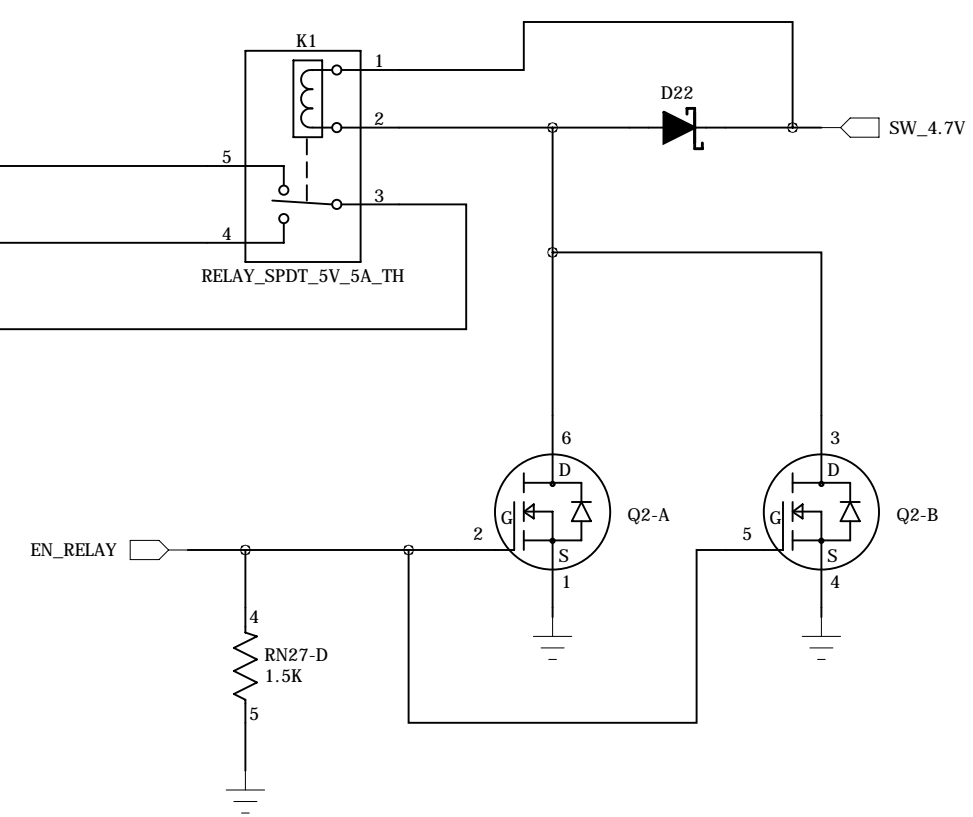 K1
1
D22
2
SW_4.7V
5
3
4
RELAY_SPDT_5V_5A_TH
6
3
D
D
G
Q2-A
G
Q2-B
2
5
EN_RELAY
S
S
1
4
4
RN27-D
1.5K
5